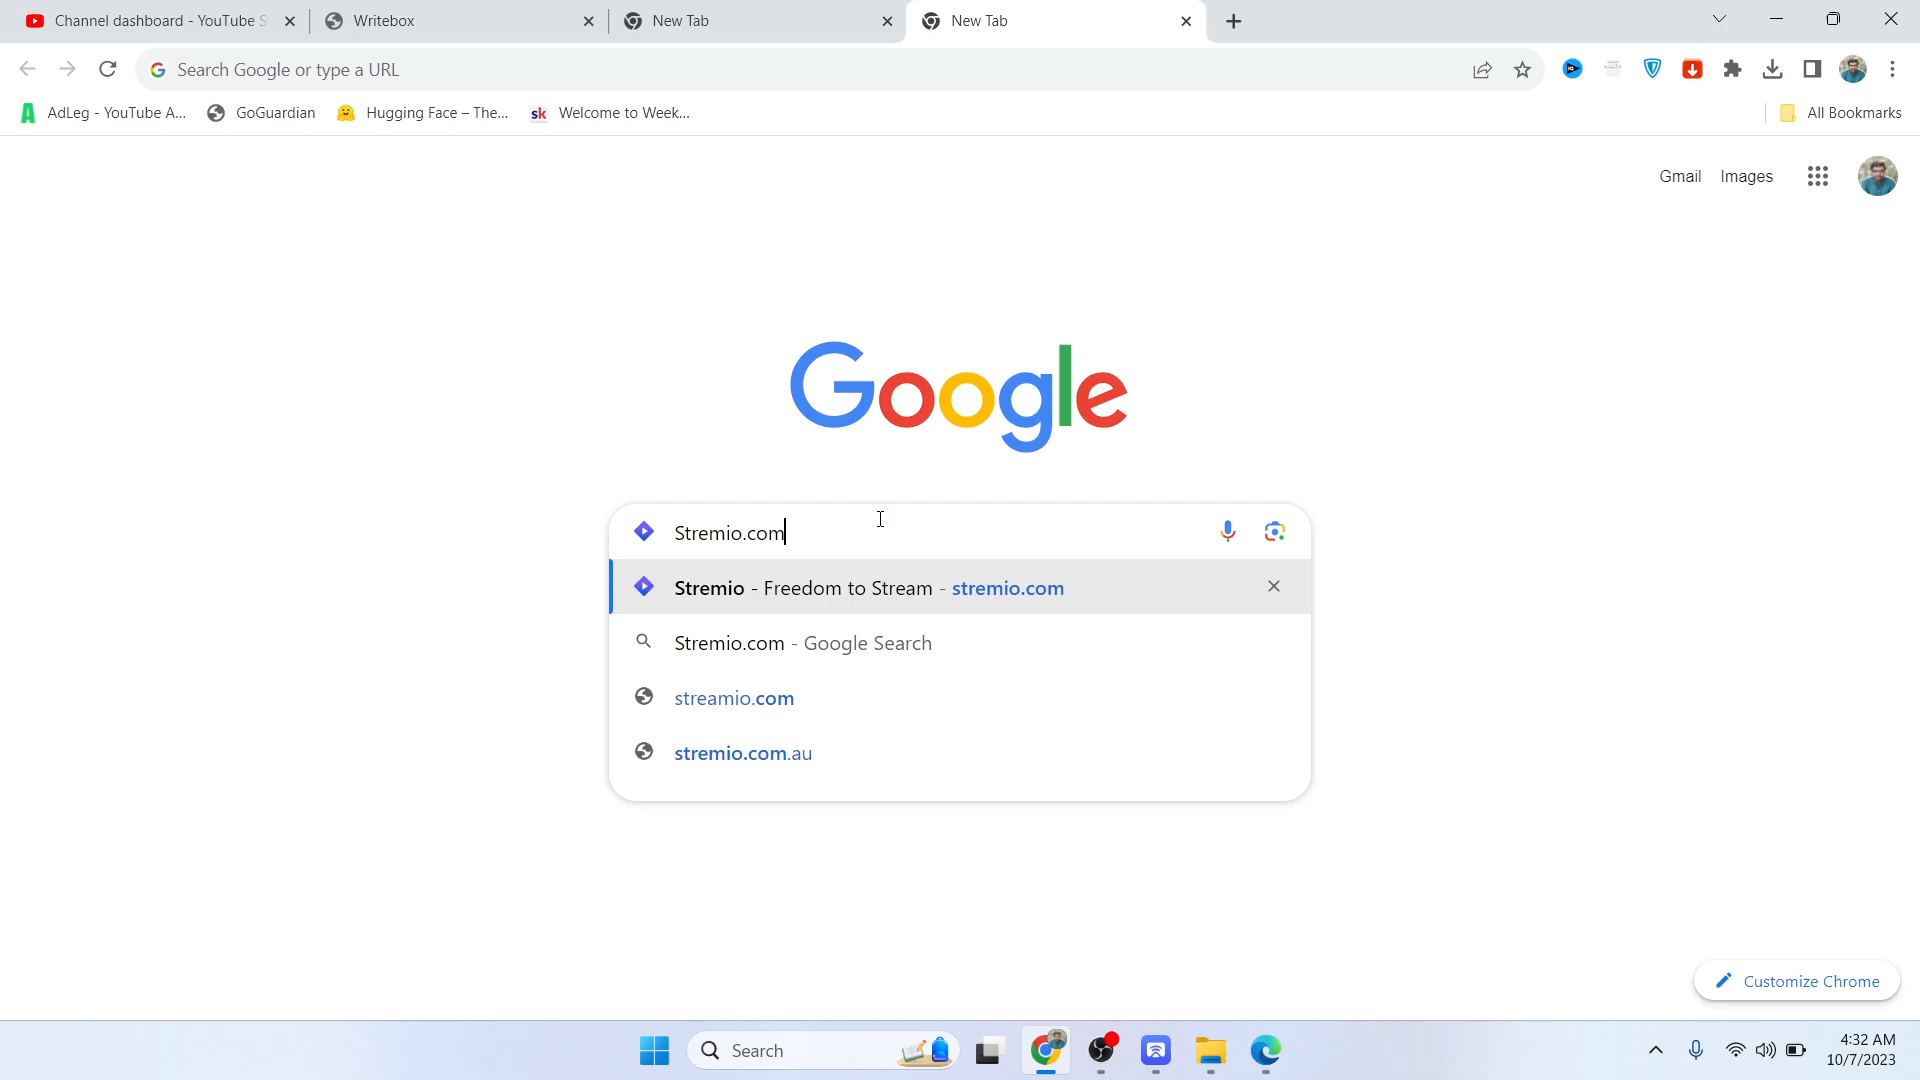 Channel dashboard - YouTube S
Writebox
New Tab
New Tab
Search Google or type a URL
AdLeg - YouTube A...
GoGuardian
Hugging Face – The...
sk Welcome to Week...
All Bookmarks
Gmail
Images
Google
Stremio.com
Stremio - Freedom to Stream - stremio.com
Stremio.com - Google Search
streamio.com
stremio.com.au
Customize Chrome
Search
4:32 AM
10/7/2023